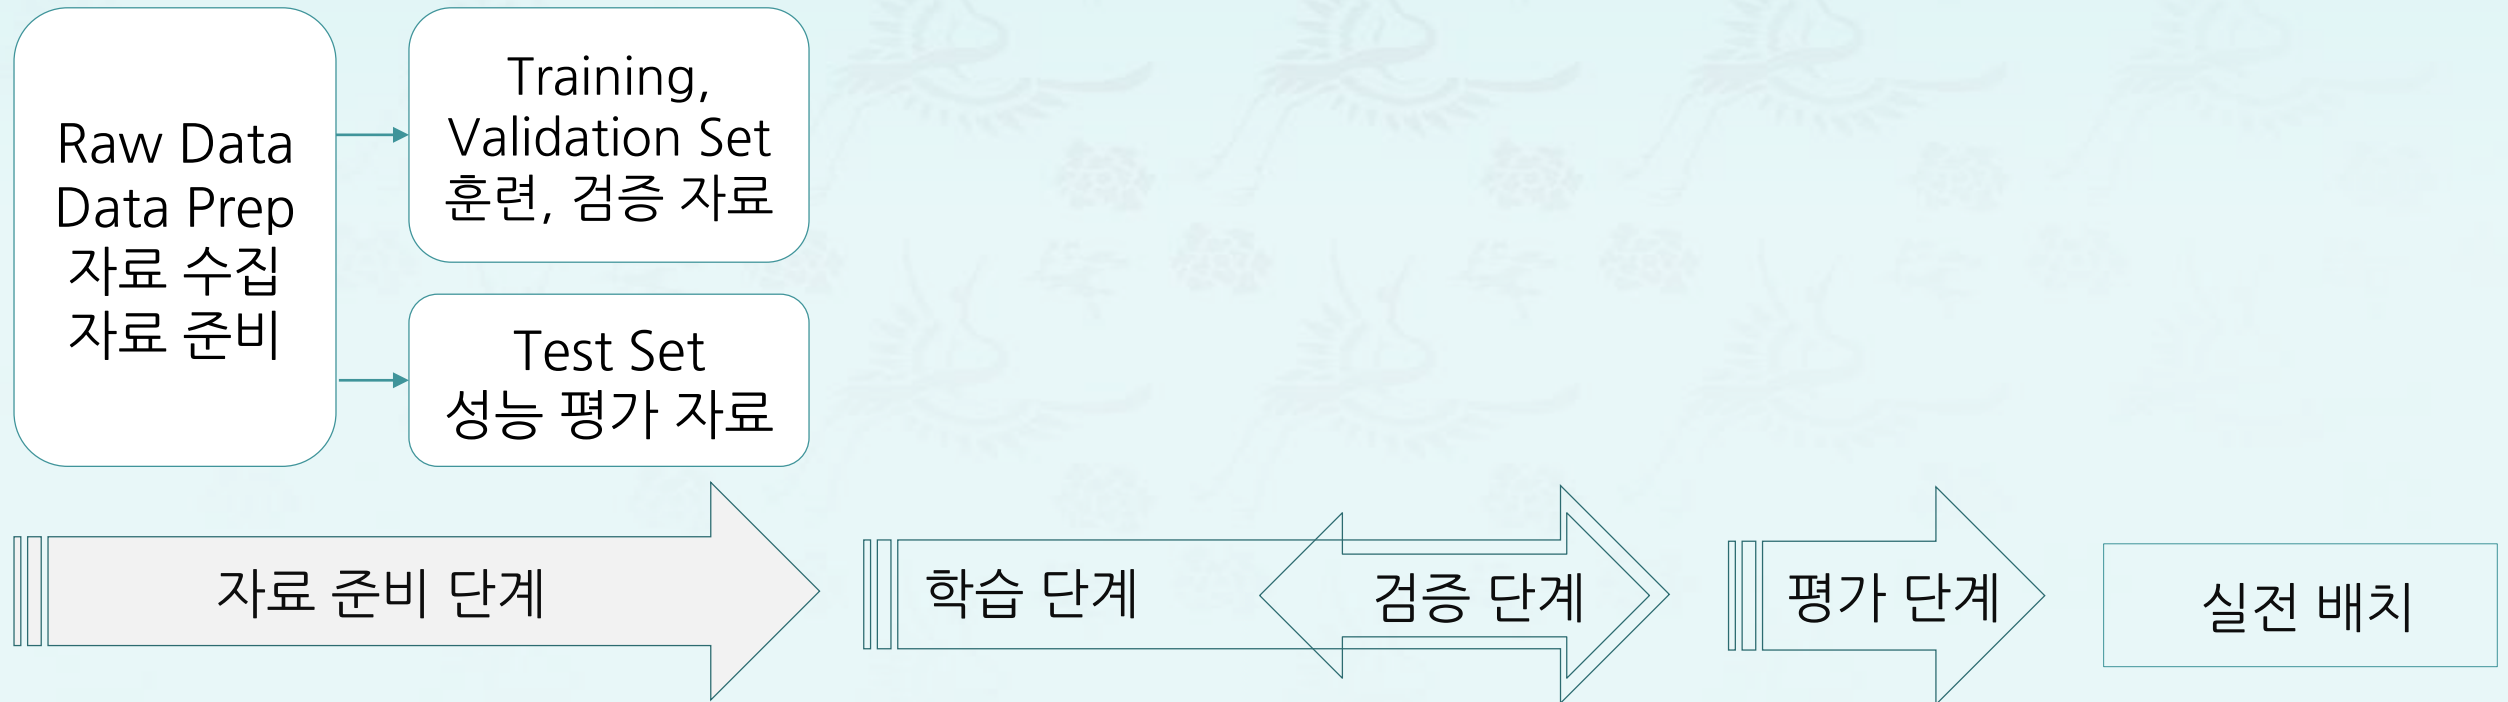 Raw Data
Data Prep
자료 수집
자료 준비
Training,
Validation Set
훈련, 검증 자료
Test Set
성능 평가 자료
자료 준비 단계
학습 단계
검증 단계
평가 단계
실전 배치